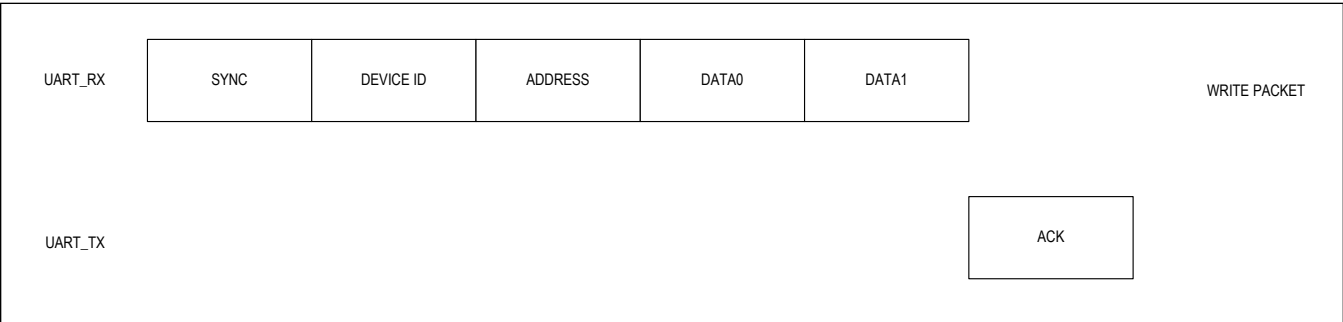 UART_RX
SYNC
DEVICE ID
ADDRESS
DATA0
DATA1
WRITE PACKET
UART_TX
ACK